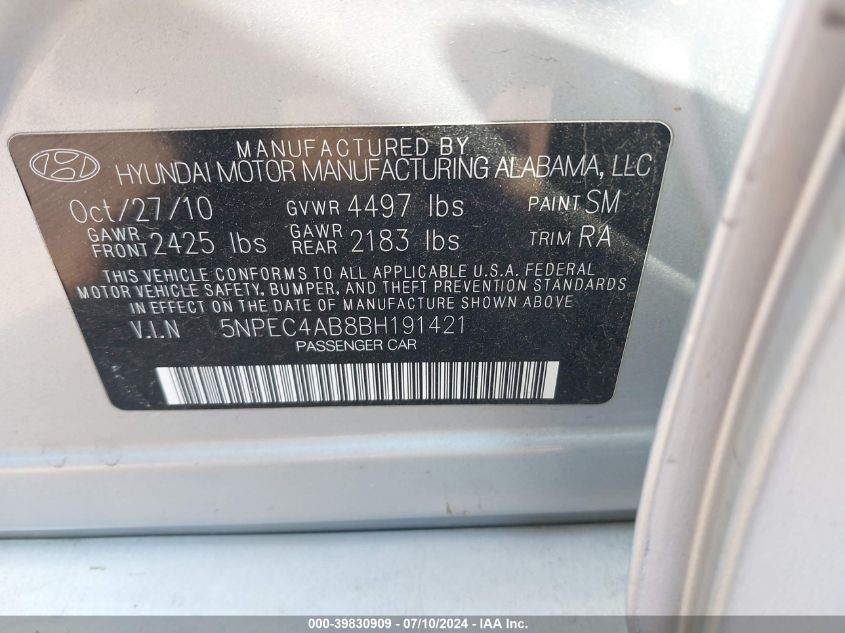 MANUFACTURED BY
HYUNDAI MOTOR MANUFACTURING ALABAMA, LLC
Oct/27/10 GVWR 4497 lbs PAINT SM
GAWR FRONT 2425 lbs GAWR REAR 2183 lbs TRIM RA
THIS VEHICLE CONFORMS TO ALL APPLICABLE U.S.A. FEDERAL
MOTOR VEHICLE SAFETY, BUMPER, AND THEFT PREVENTION STANDARDS
IN EFFECT ON THE DATE OF MANUFACTURE SHOWN ABOVE.
V.I.N 5NPEC4AB8BH191421
PASSENGER CAR
000-39830909 - 07/10/2024 - IAA Inc.